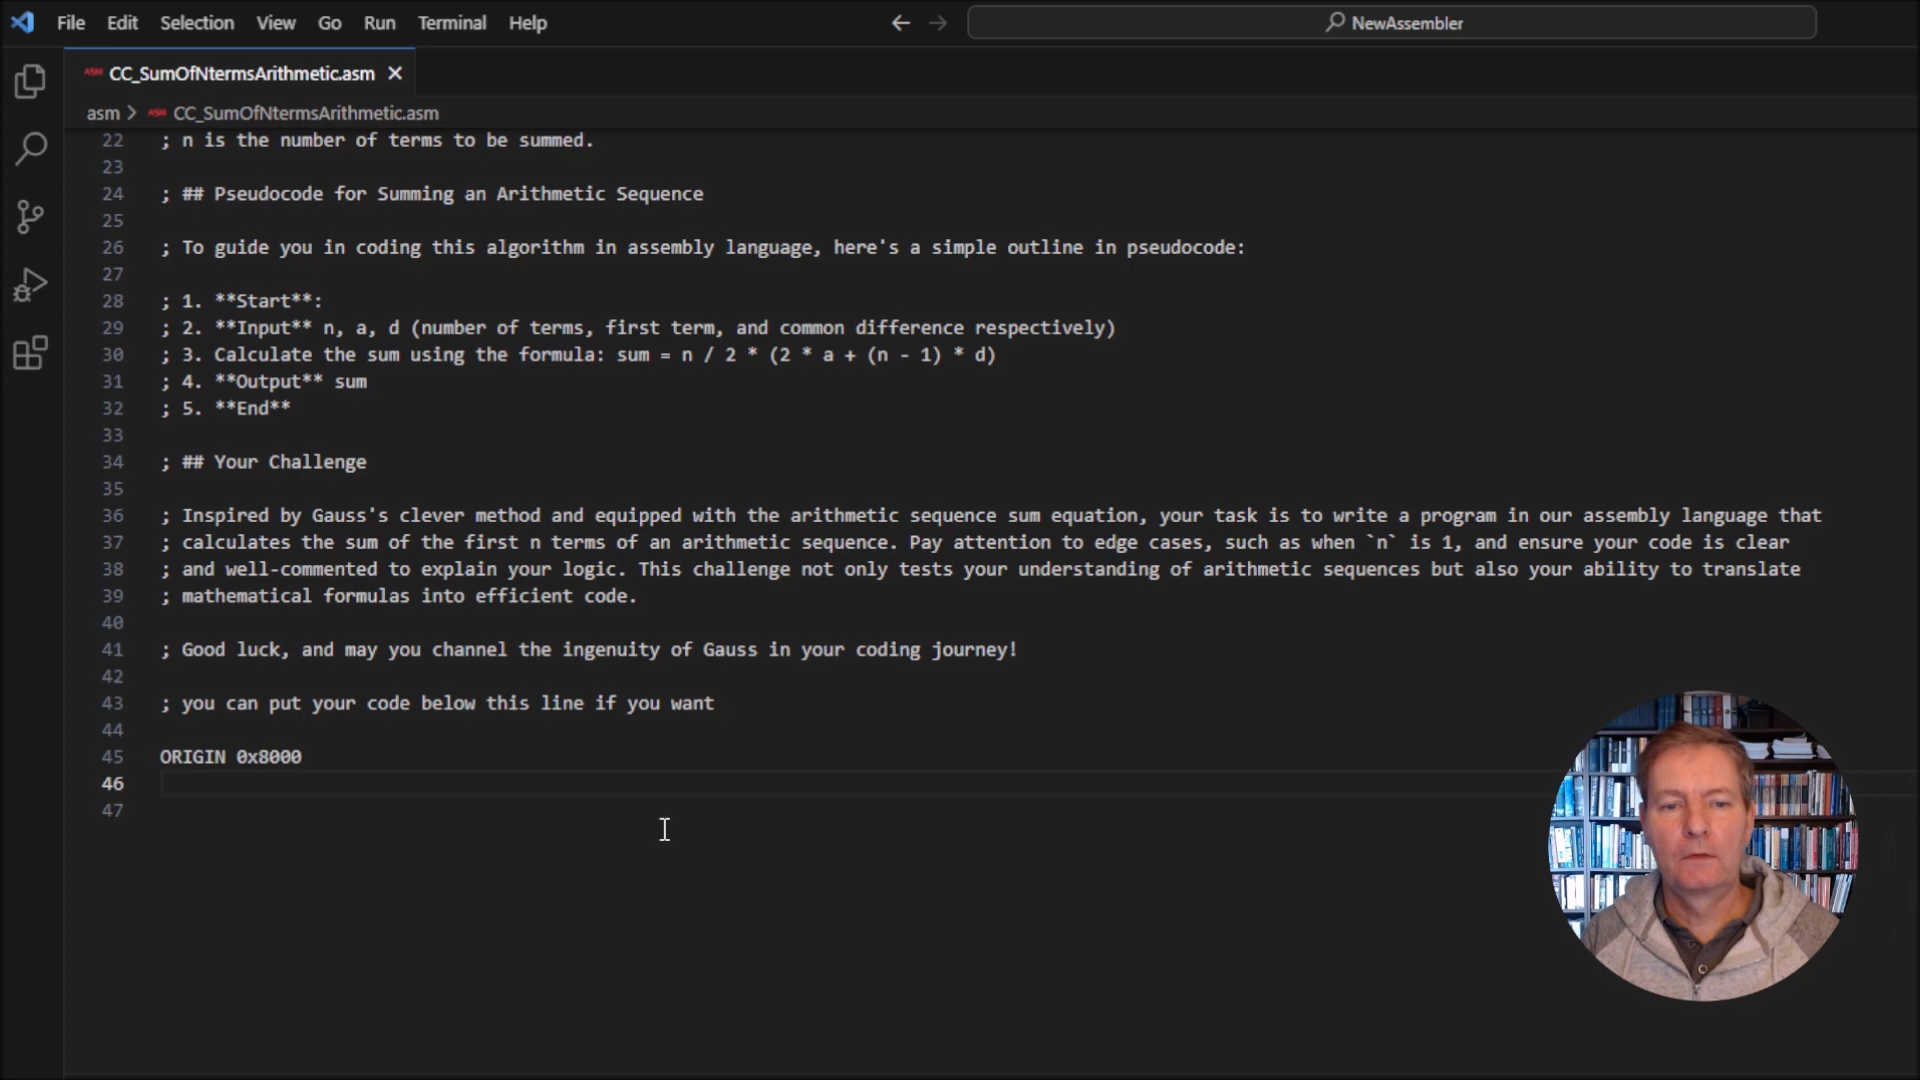 File Edit Selection View Go Run Terminal Help NewAssembler
ASM CC_SumOfNtermsArithmetic.asm
asm > ASM CC_SumOfNtermsArithmetic.asm
22 ; n is the number of terms to be summed.
23
24 ; ## Pseudocode for Summing an Arithmetic Sequence
25
26 ; To guide you in coding this algorithm in assembly language, here's a simple outline in pseudocode:
27
28 ; 1. **Start**:
29 ; 2. **Input** n, a, d (number of terms, first term, and common difference respectively)
30 ; 3. Calculate the sum using the formula: sum = n / 2 * (2 * a + (n - 1) * d)
31 ; 4. **Output** sum
32 ; 5. **End**
33
34 ; ## Your Challenge
35
36 ; Inspired by Gauss's clever method and equipped with the arithmetic sequence sum equation, your task is to write a program in our assembly language that
37 ; calculates the sum of the first n terms of an arithmetic sequence. Pay attention to edge cases, such as when `n` is 1, and ensure your code is clear
38 ; and well-commented to explain your logic. This challenge not only tests your understanding of arithmetic sequences but also your ability to translate
39 ; mathematical formulas into efficient code.
40
41 ; Good luck, and may you channel the ingenuity of Gauss in your coding journey!
42
43 ; you can put your code below this line if you want
44
45 ORIGIN 0x8000
46
47